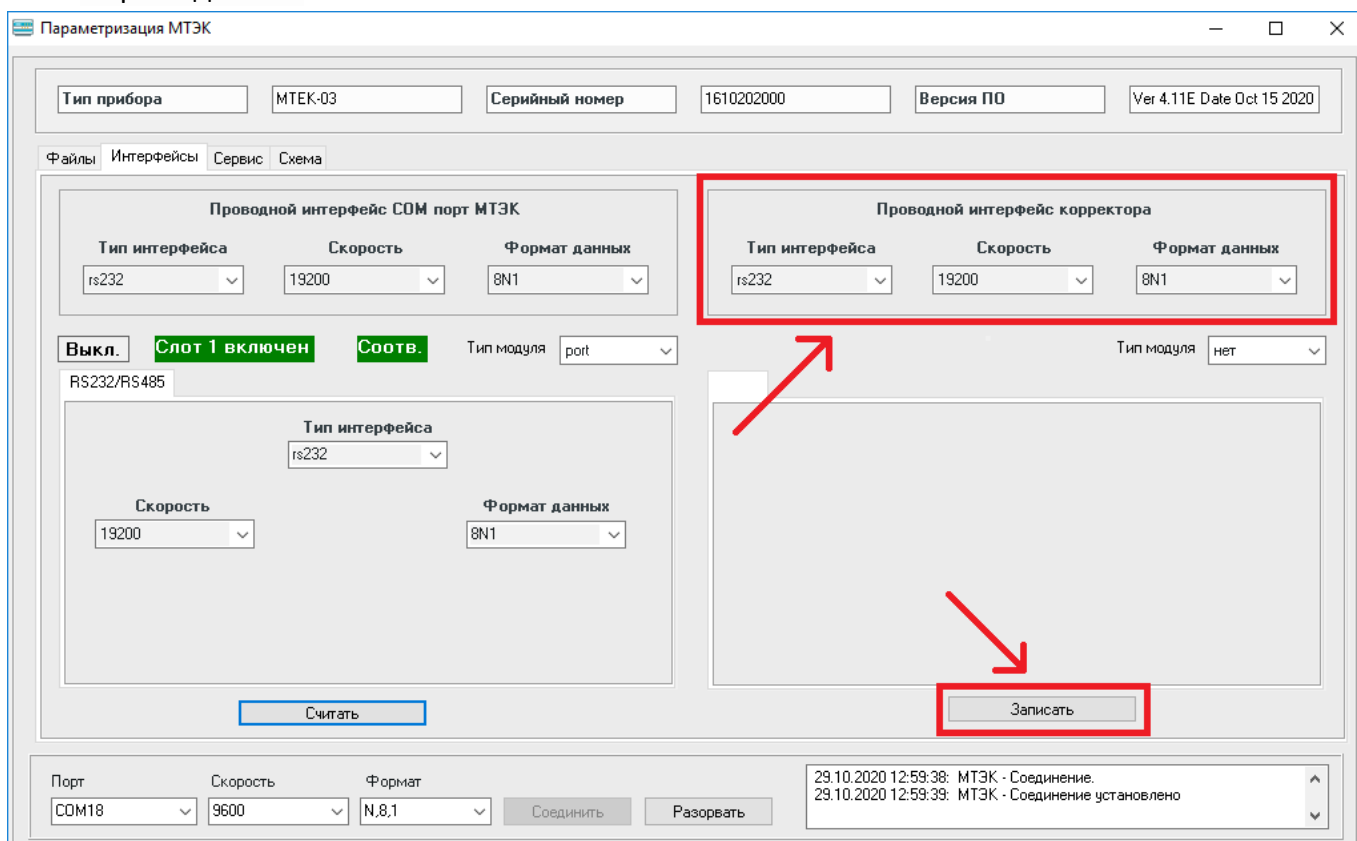 Параметризация МТЭК
Тип прибора MTEK-03 Серийный номер 1610202000 Версия ПО Ver 4.11E Date Oct 15 2020
Файлы Интерфейсы Сервис Схема
Проводной интерфейс COM порт МТЭК
Тип интерфейса Скорость Формат данных
rs232 19200 8N1
Проводной интерфейс корректора
Тип интерфейса Скорость Формат данных
rs232 19200 8N1
Выкл. Слот 1 включен Соотв. Тип модуля port
Тип модуля нет
RS232/RS485
Тип интерфейса
rs232
Скорость Формат данных
19200 8N1
Считать
Записать
Порт Скорость Формат
COM18 9600 N,8,1 Соединить Разорвать
29.10.2020 12:59:38: МТЭК - Соединение.
29.10.2020 12:59:39: МТЭК - Соединение установлено